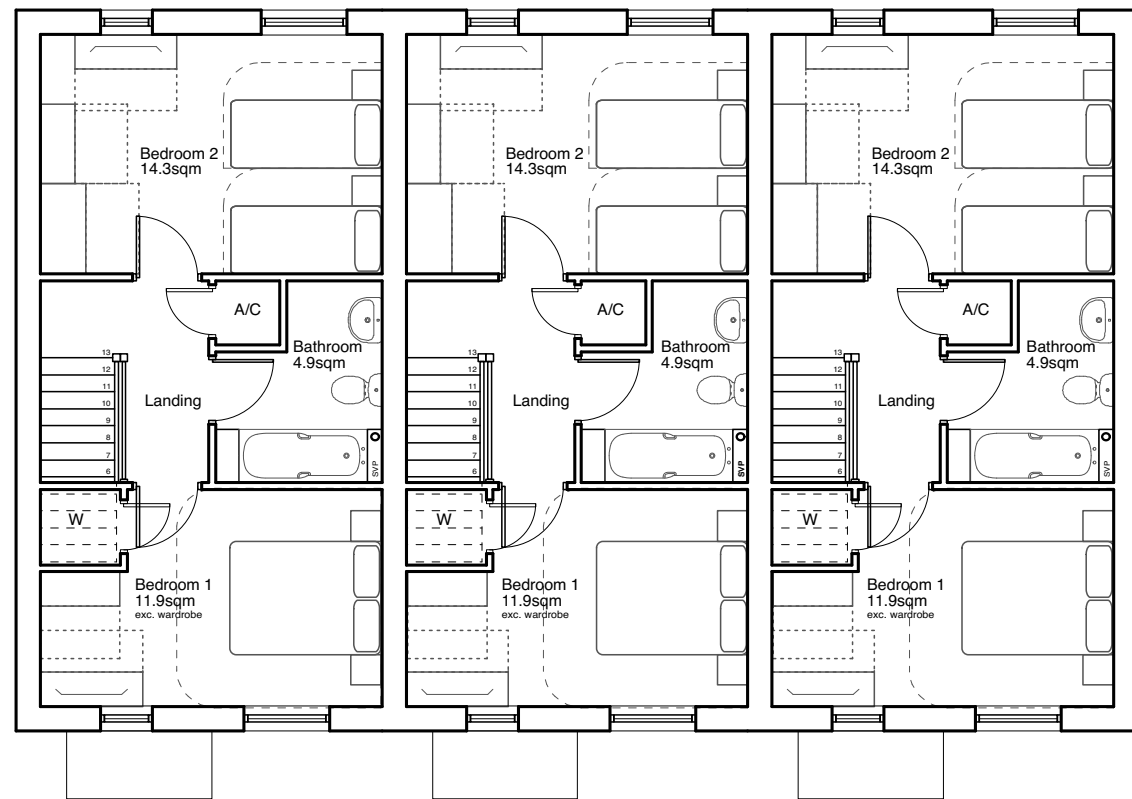 Bedroom 2
14.3sqm
A/C
Bathroom
4.9sqm
Landing
13
12
11
10
9
8
7
6
SVP
W
Bedroom 1
11.9sqm
exc. wardrobe
Bedroom 2
14.3sqm
A/C
Bathroom
4.9sqm
Landing
13
12
11
10
9
8
7
6
SVP
W
Bedroom 1
11.9sqm
exc. wardrobe
Bedroom 2
14.3sqm
A/C
Bathroom
4.9sqm
Landing
13
12
11
10
9
8
7
6
SVP
W
Bedroom 1
11.9sqm
exc. wardrobe